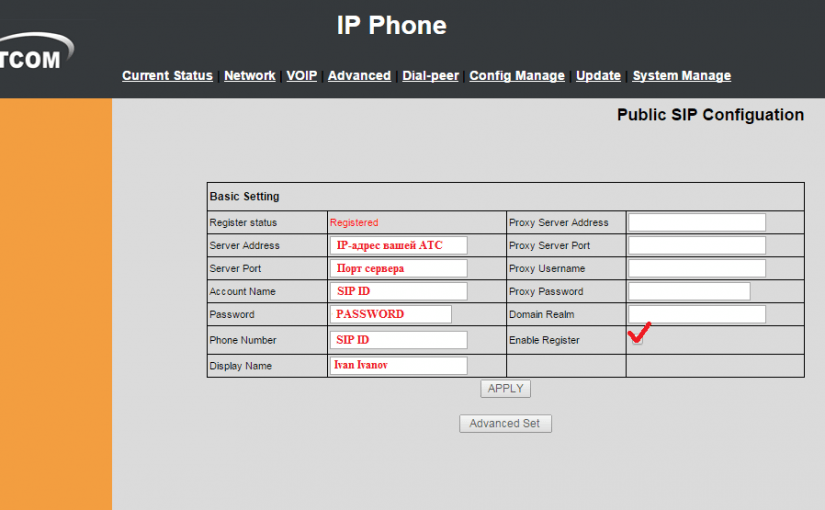 IP Phone
TCOM
Current Status | Network | VOIP | Advanced | Dial-peer | Config Manage | Update | System Manage
Public SIP Configuation
Basic Setting
Register status Registered Proxy Server Address
Server Address IP-адрес вашей АТС Proxy Server Port
Server Port Порт сервера Proxy Username
Account Name SIP ID Proxy Password
Password PASSWORD Domain Realm
Phone Number SIP ID Enable Register
Display Name Ivan Ivanov
APPLY
Advanced Set